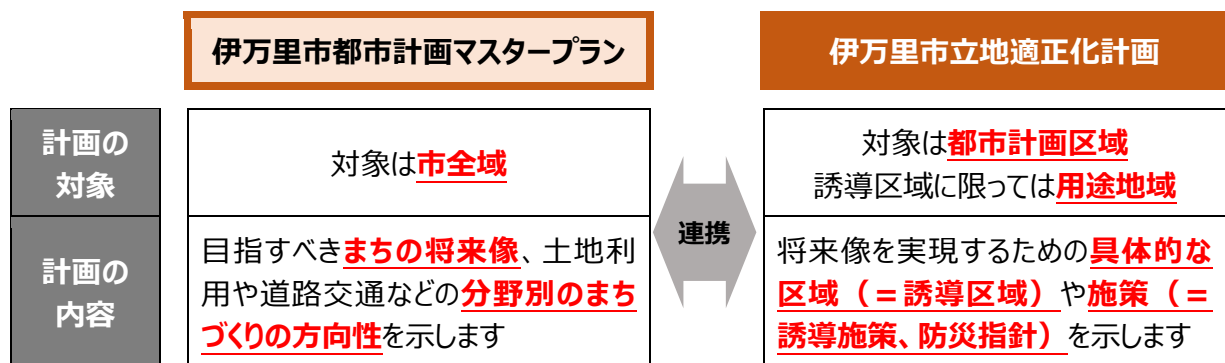 伊万里市都市計画マスタープラン
伊万里市立地適正化計画
計画の
対象
対象は市全域
対象は都市計画区域
誘導区域に限っては用途地域
連携
計画の
内容
目指すべきまちの将来像、土地利
用や道路交通などの分野別のまち
づくりの方向性を示します
将来像を実現するための具体的な
区域（＝誘導区域）や施策（＝
誘導施策、防災指針）を示します